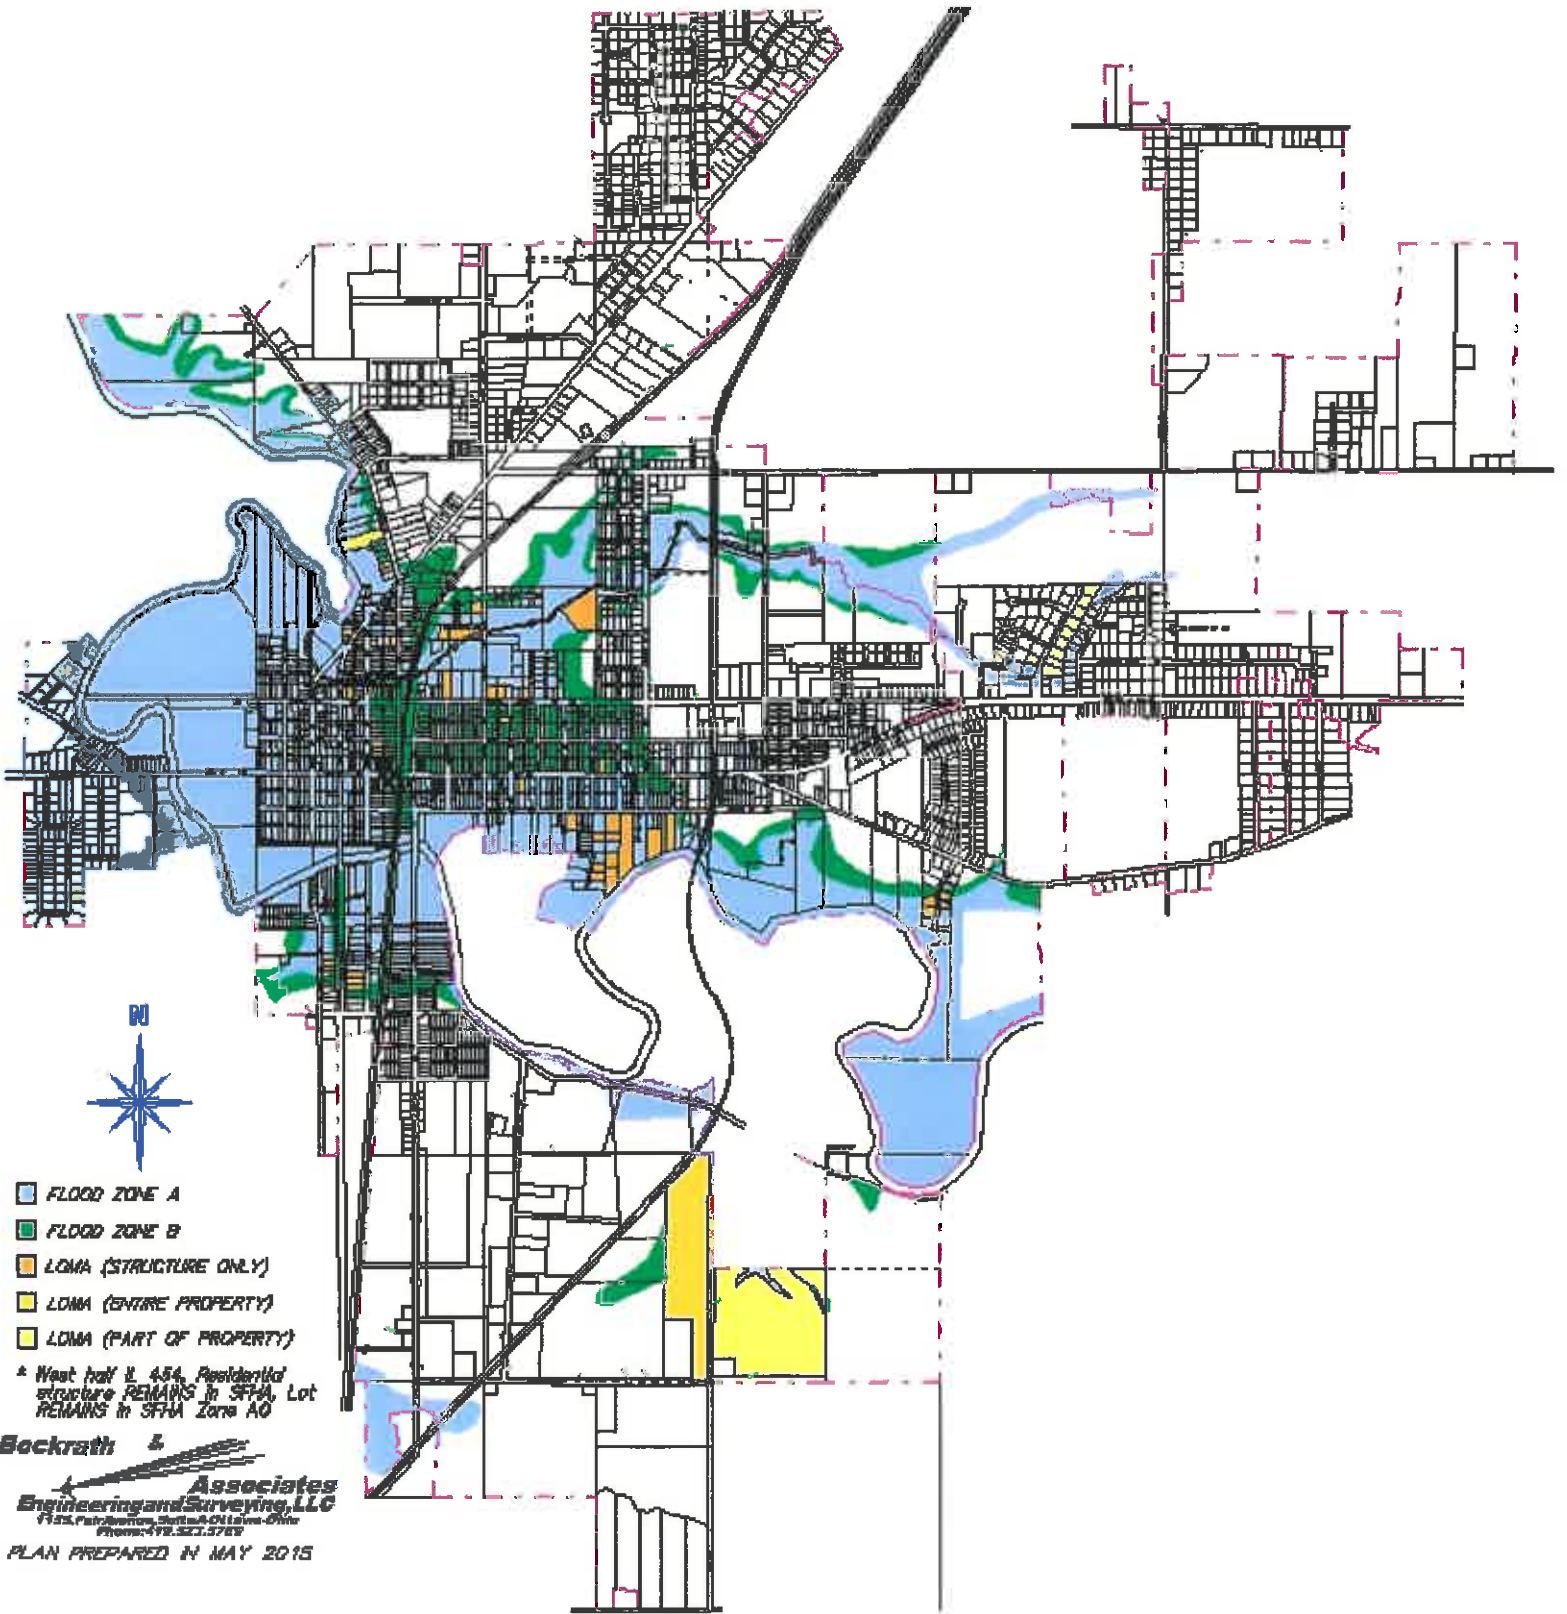 N
FLOOD ZONE A
FLOOD ZONE B
LOMA (STRUCTURE ONLY)
LOMA (ENTIRE PROPERTY)
LOMA (PART OF PROPERTY)
* West half IL 454, Residential
structure REMAINS in SFHA, Lot
REMAINS in SFHA Zone AO
Bockrath &
Associates
Engineering and Surveying, LLC
Phone:
PLAN PREPARED IN MAY 2015